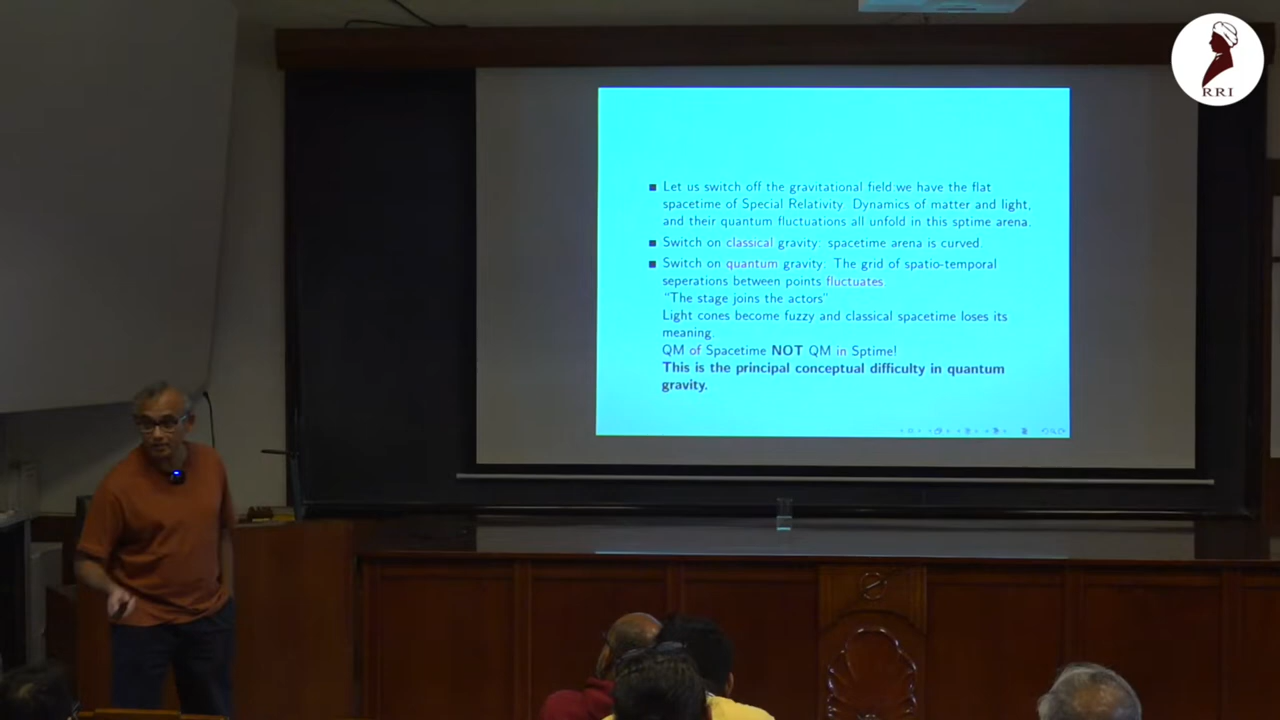 RRI
Let us switch off the gravitational field:we have the flat
spacetime of Special Relativity. Dynamics of matter and light,
and their quantum fluctuations all unfold in this sptime arena.
Switch on classical gravity: spacetime arena is curved.
Switch on quantum gravity: The grid of spatio-temporal
seperations between points fluctuates.
"The stage joins the actors"
Light cones become fuzzy and classical spacetime loses its
meaning.
QM of Spacetime NOT QM in Sptime!
This is the principal conceptual difficulty in quantum
gravity.